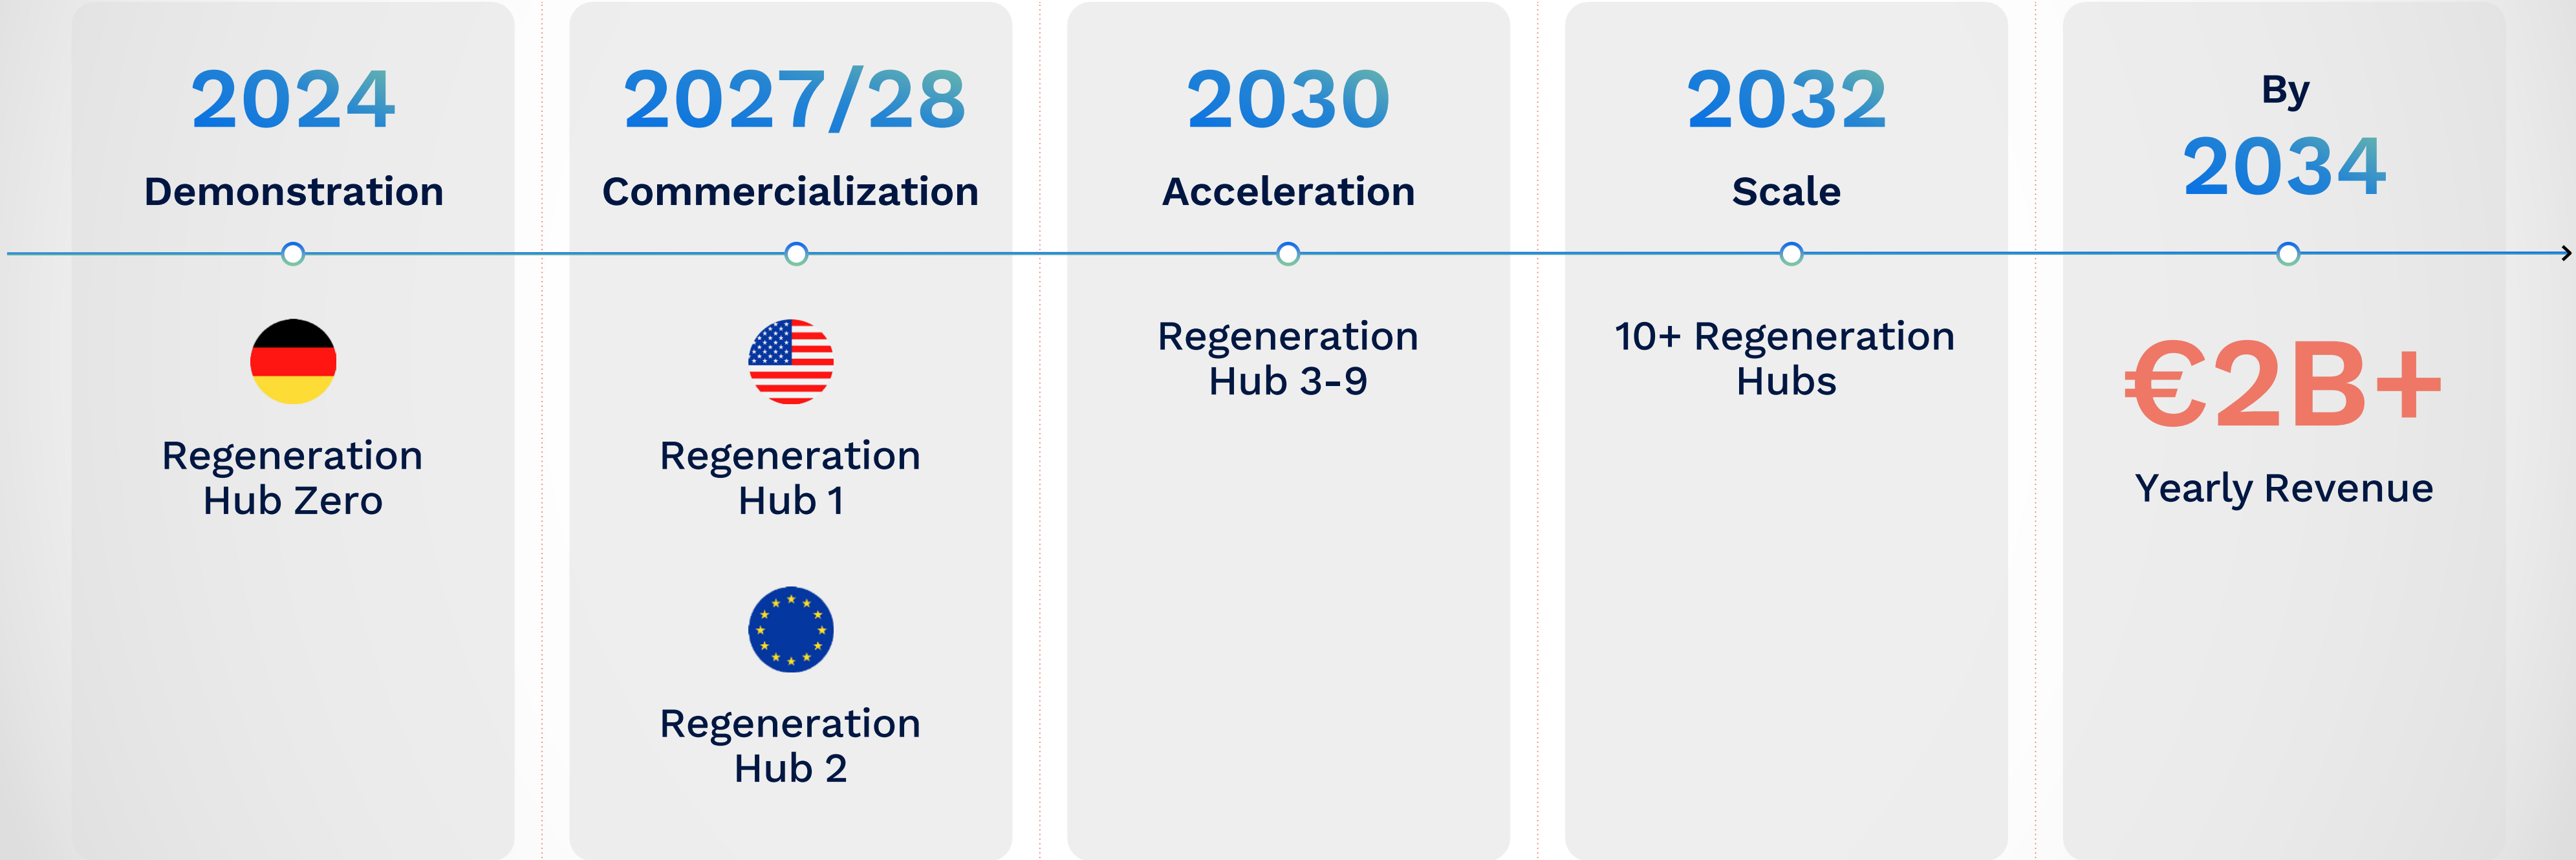 2024
Demonstration
Regeneration
Hub Zero
2027/28
Commercialization
Regeneration
Hub 1
Regeneration
Hub 2
2030
Acceleration
Regeneration
Hub 3-9
2032
Scale
10+ Regeneration
Hubs
By
2034
€2B+
Yearly Revenue